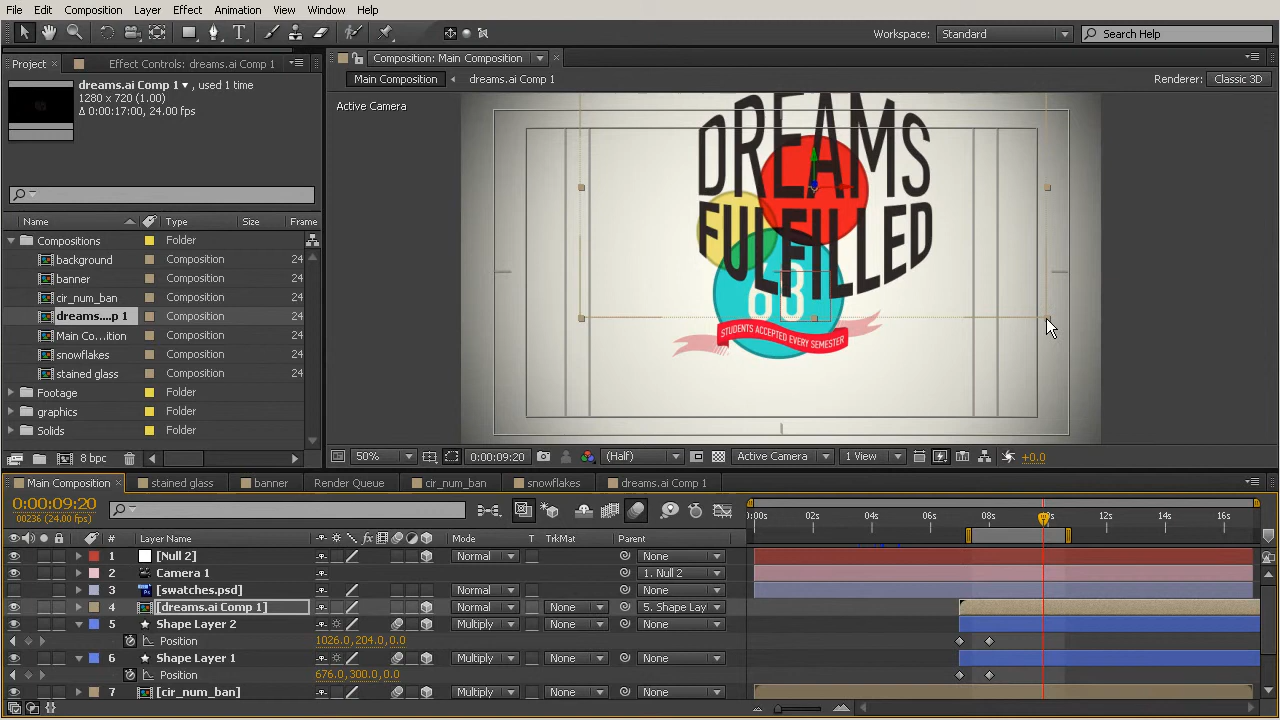 File Edit Composition Layer Effect Animation View Window Help
Workspace: Standard Search Help
Project Effect Controls: dreams.ai Comp 1 Composition: Main Composition
Main Composition dreams.ai Comp 1 Renderer: Classic 3D
dreams.ai Comp 1 , used 1 time
1280 x 720 (1.00)
Δ 0:00:17:00, 24.00 fps
Active Camera
DREAMS
FULFILLED
63
STUDENTS ACCEPTED EVERY SEMESTER
Name Type Size Frame
Compositions Folder
background Composition 24
banner Composition 24
cir_num_ban Composition 24
dreams....p 1 Composition 24
Main Co...ition Composition 24
snowflakes Composition 24
stained glass Composition 24
Footage Folder
graphics Folder
Solids Folder
8 bpc
50% 0:00:09:20 (Half) Active Camera 1 View +0.0
Main Composition stained glass banner Render Queue cir_num_ban snowflakes dreams.ai Comp 1
0:00:09:20
00236 (24.00 fps)
0:00s 02s 04s 06s 08s 12s 14s 16s
# Layer Name Mode T TrkMat Parent
1 [Null 2] Normal None
2 Camera 1 1. Null 2
3 [swatches.psd] Normal None
4 [dreams.ai Comp 1] Normal None 5. Shape Lay
5 Shape Layer 2 Multiply None None
Position 1026.0,204.0,0.0
6 Shape Layer 1 Multiply None None
Position 676.0,300.0,0.0
7 [cir_num_ban] Multiply None None